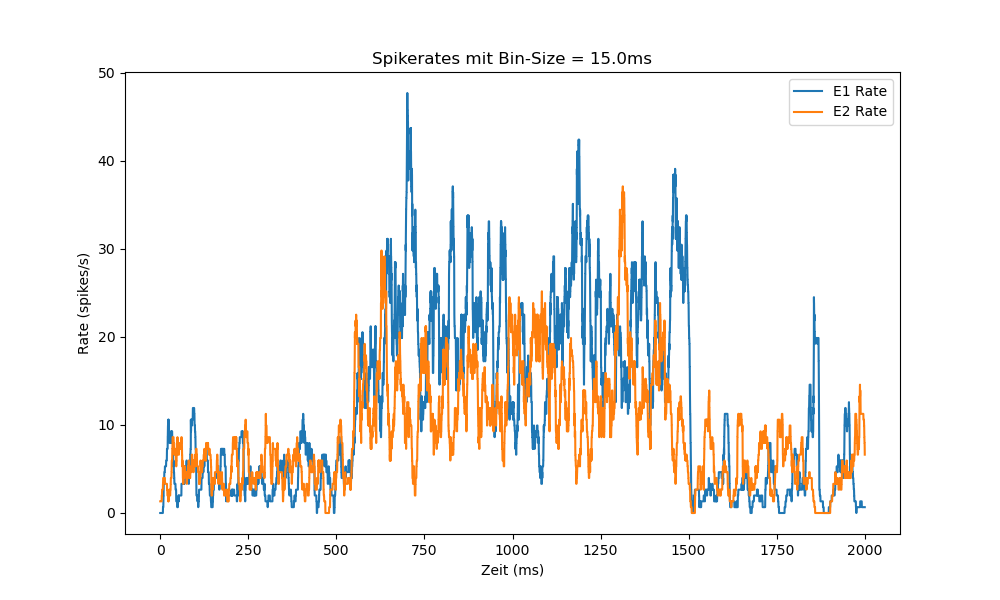 Spikerates mit Bin-Size = 15.0ms
E1 Rate
E2 Rate
Rate (spikes/s)
50
40
30
20
10
0
0 250 500 750 1000 1250 1500 1750 2000
Zeit (ms)